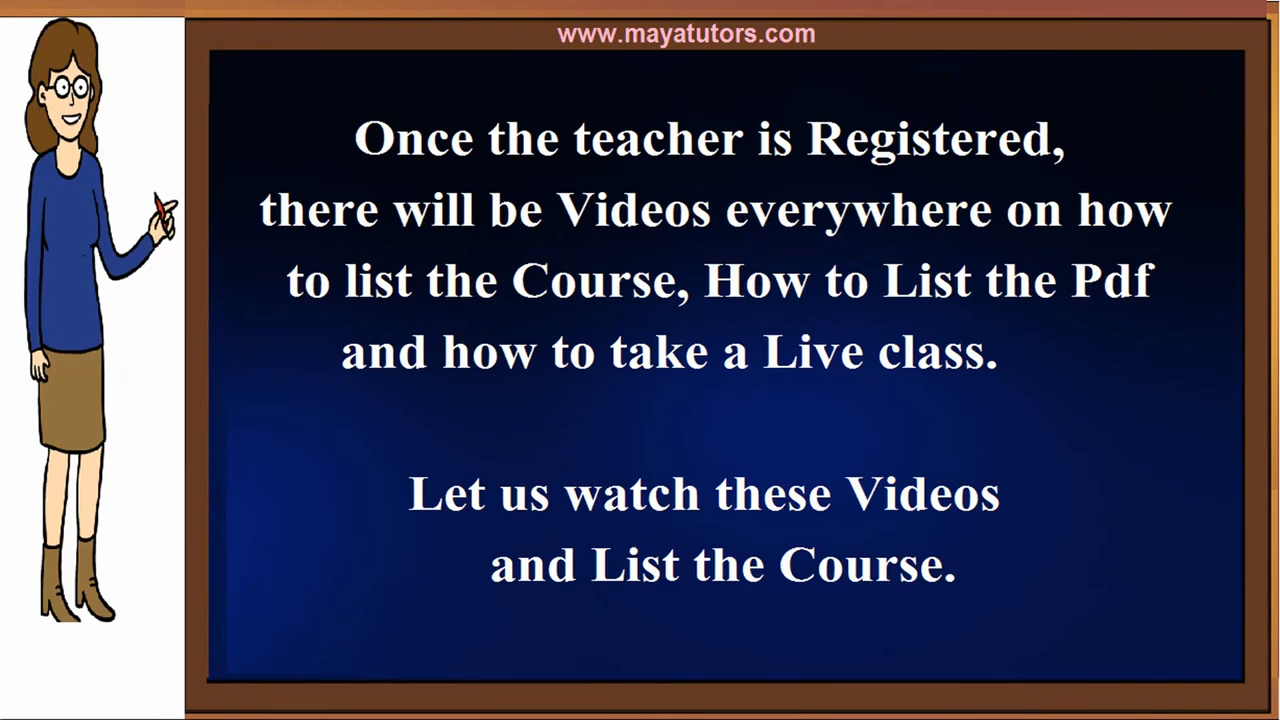 www.mayatutors.com
Once the teacher is Registered,
there will be Videos everywhere on how
to list the Course, How to List the Pdf
and how to take a Live class.
Let us watch these Videos
and List the Course.